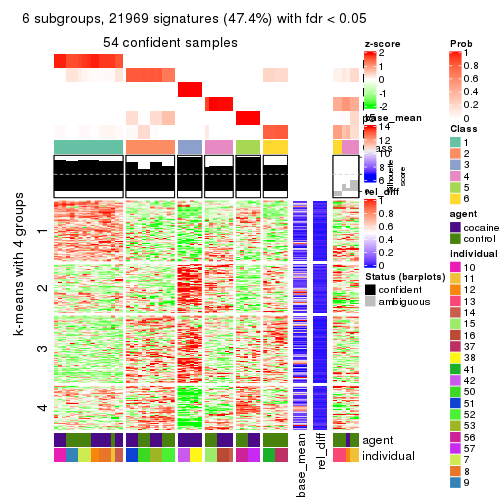 6 subgroups, 21969 signatures (47.4%) with fdr < 0.05
54 confident samples
k-means with 4 groups
1
2
3
4
base_mean
rel_diff
agent
individual
z-score
2
1
0
-1
-2
base_mean
14
12
10
8
6
Silhouette
score
rel_diff
1
0.8
0.6
0.4
0.2
0
Status (barplots)
confident
ambiguous
Prob
1
0.8
0.6
0.4
0.2
0
Class
1
2
3
4
5
6
agent
cocaine
control
Individual
10
11
12
13
14
15
16
37
38
41
42
50
51
52
53
56
57
7
8
9